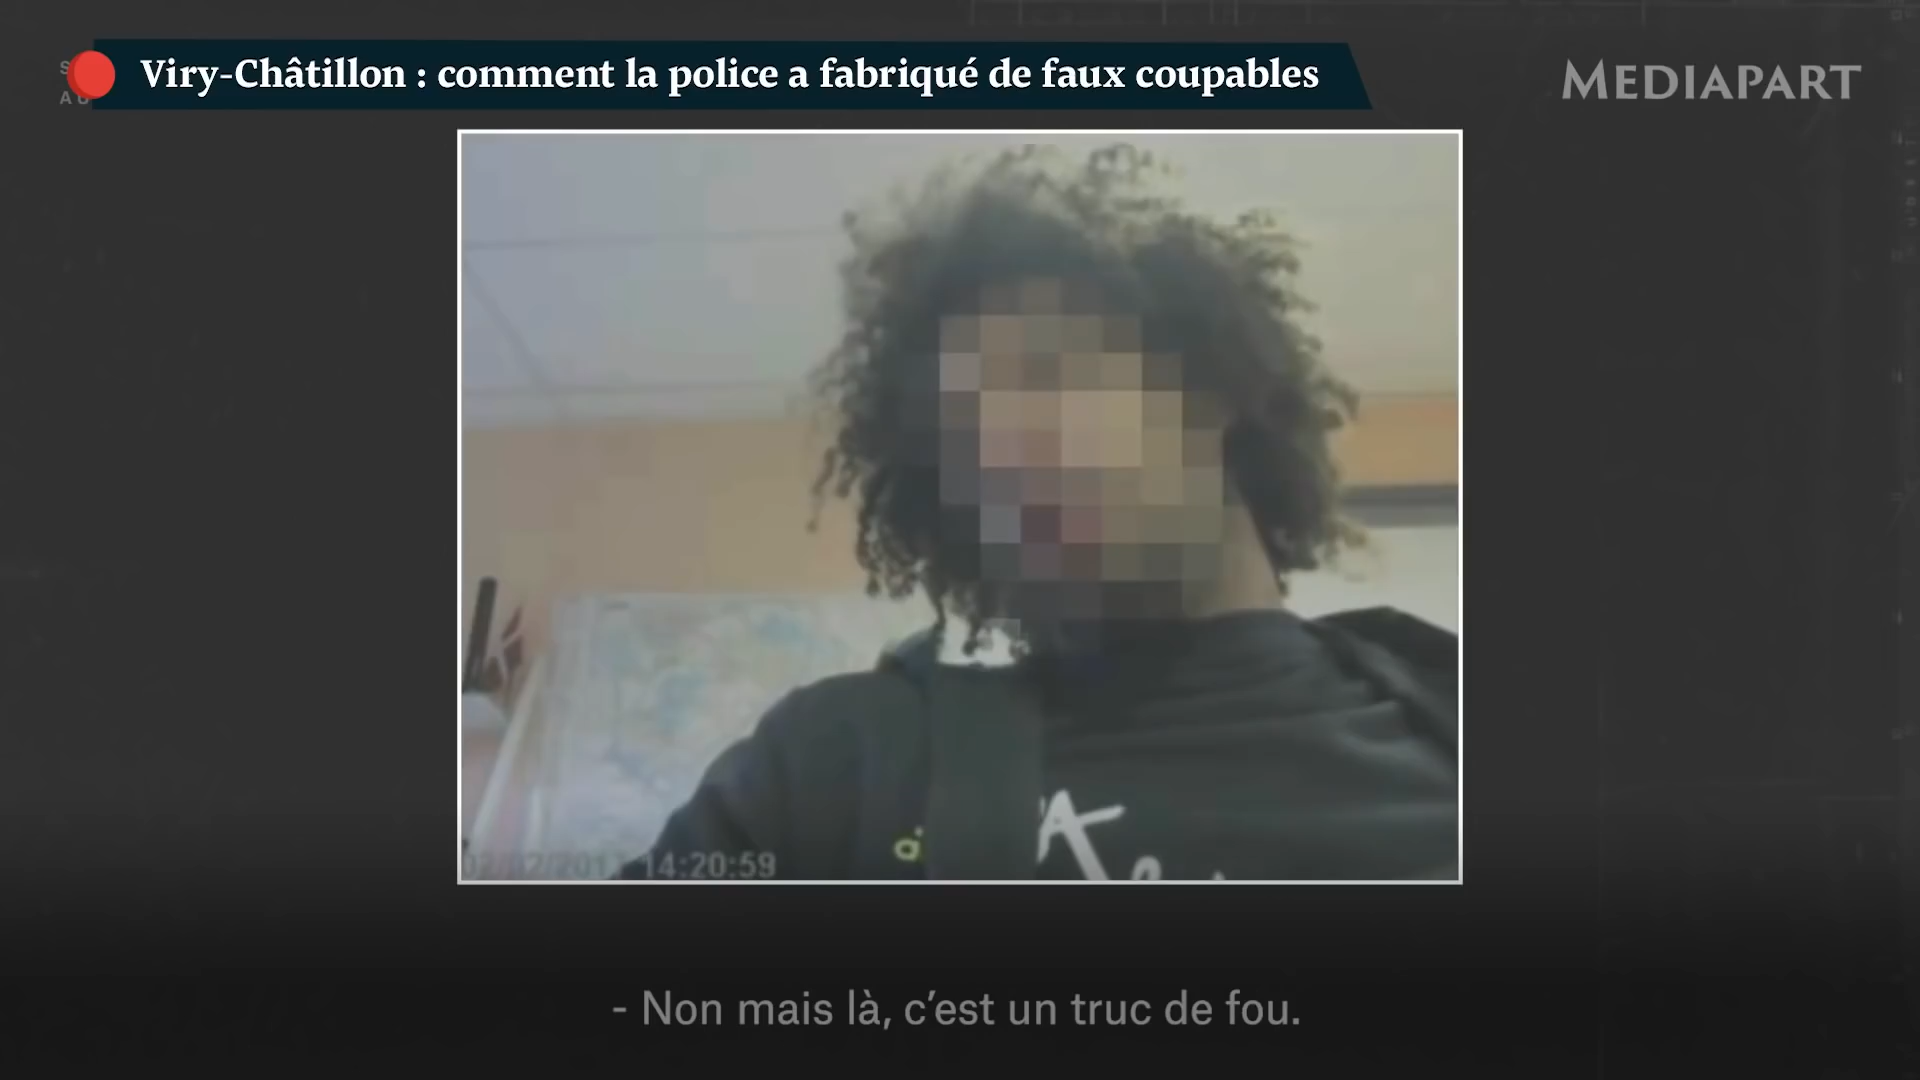 Viry-Châtillon : comment la police a fabriqué de faux coupables
MEDIAPART
14:20:59
- Non mais là, c’est un truc de fou.